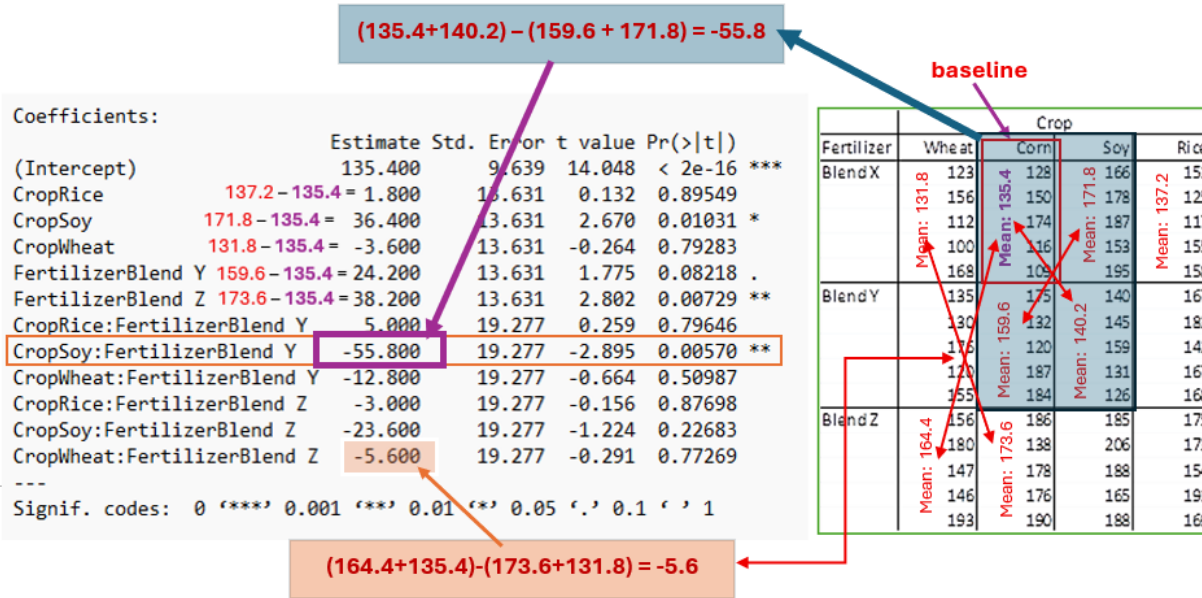 (135.4+140.2) – (159.6 + 171.8) = -55.8
baseline
Coefficients:
Estimate Std. Error t value Pr(>|t|)
(Intercept) 135.400 9.639 14.048 < 2e-16 ***
CropRice 137.2 – 135.4 = 1.800 13.631 0.132 0.89549
CropSoy 171.8 – 135.4 = 36.400 13.631 2.670 0.01031 *
CropWheat 131.8 – 135.4 = -3.600 13.631 -0.264 0.79283
FertilizerBlend Y 159.6 – 135.4 = 24.200 13.631 1.775 0.08218 .
FertilizerBlend Z 173.6 – 135.4 = 38.200 13.631 2.802 0.00729 **
CropRice:FertilizerBlend Y 5.000 19.277 0.259 0.79646
CropSoy:FertilizerBlend Y -55.800 19.277 -2.895 0.00570 **
CropWheat:FertilizerBlend Y -12.800 19.277 -0.664 0.50987
CropRice:FertilizerBlend Z -3.000 19.277 -0.156 0.87698
CropSoy:FertilizerBlend Z -23.600 19.277 -1.224 0.22683
CropWheat:FertilizerBlend Z -5.600 19.277 -0.291 0.77269
---
Signif. codes: 0 ‘***’ 0.001 ‘**’ 0.01 ‘*’ 0.05 ‘.’ 0.1 ‘ ’ 1
Crop
Fertilizer Wheat Corn Soy Rice
Blend X 123 128 166
156 150 178
112 174 187
100 116 153
168 109 195
Mean: 131.8
Mean: 135.4
Mean: 171.8
Mean: 137.2
Blend Y 135 175 140
130 132 145
176 120 159
120 187 131
155 184 126
Mean: 159.6
Mean: 140.2
Blend Z 156 186 185
180 138 206
147 178 188
146 176 165
193 190 188
Mean: 164.4
Mean: 173.6
(164.4+135.4)-(173.6+131.8) = -5.6